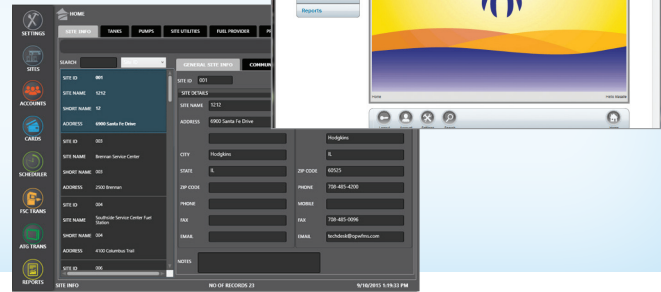 HOME
SETTINGS
SITES
ACCOUNTS
CARDS
SCHEDULER
FSC TRANS
ATG TRANS
REPORTS
SITE INFO TANKS PUMPS SITE UTILITIES FUEL PROVIDER
SEARCH
SITE ID 001
SITE NAME 1212
SHORT NAME 12
ADDRESS 6900 Santa Fe Drive
SITE ID 003
SITE NAME Brennan Service Center
SHORT NAME 003
ADDRESS 2500 Brennan
SITE ID 004
SITE NAME Southside Service Center Fuel Station
SHORT NAME 004
ADDRESS 4100 Columbus Trail
SITE ID 006
GENERAL SITE INFO
SITE ID 001
SITE DETAILS
SITE NAME 1212
ADDRESS 6900 Santa Fe Drive
Hodgkins
CITY Hodgkins
IL
STATE IL
ZIP CODE 60525
ZIP CODE
PHONE 708-485-4200
PHONE
MOBILE
FAX
FAX 708-485-0096
EMAIL
EMAIL techdesk@opwfms.com
NOTES
SITE INFO NO OF RECORDS 23 9/18/2015 1:19:33 PM
Reports
Home